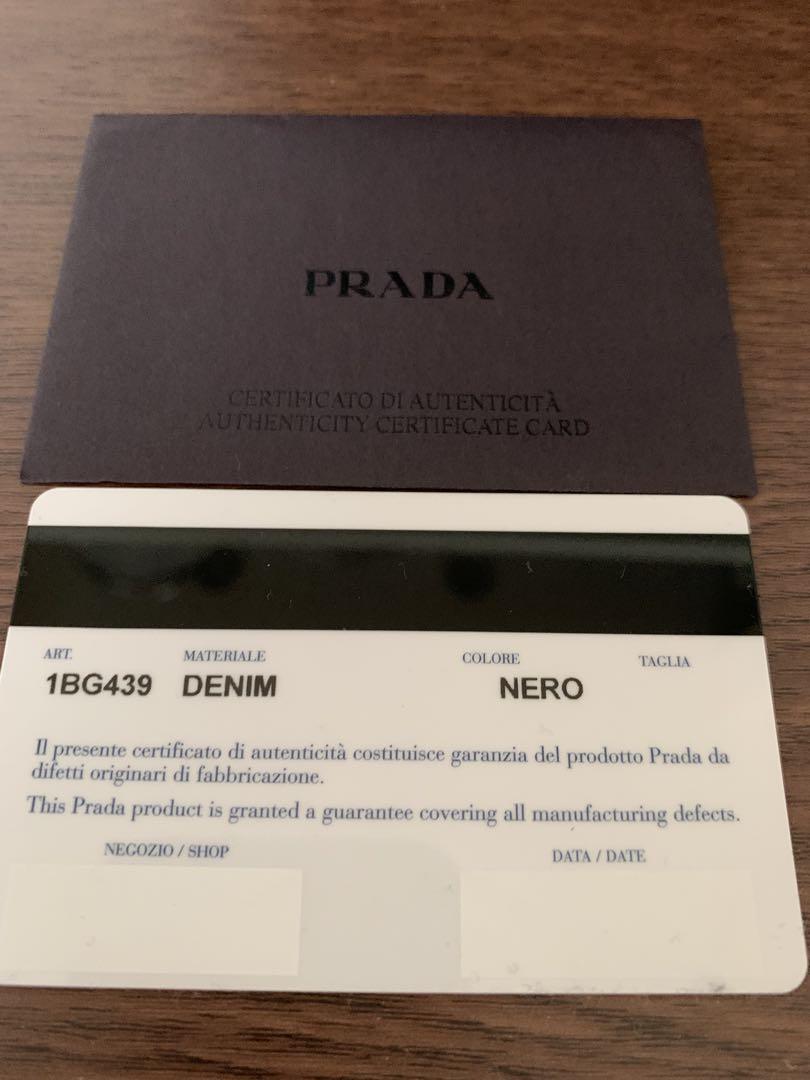 PRADA
CERTIFICATO DI AUTENTICITÀ
AUTHENTICITY CERTIFICATE CARD
ART. MATERIALE COLORE TAGLIA
1BG439 DENIM NERO
Il presente certificato di autenticità costituisce garanzia del prodotto Prada da
difetti originari di fabbricazione.
This Prada product is granted a guarantee covering all manufacturing defects.
NEGOZIO / SHOP DATA / DATE